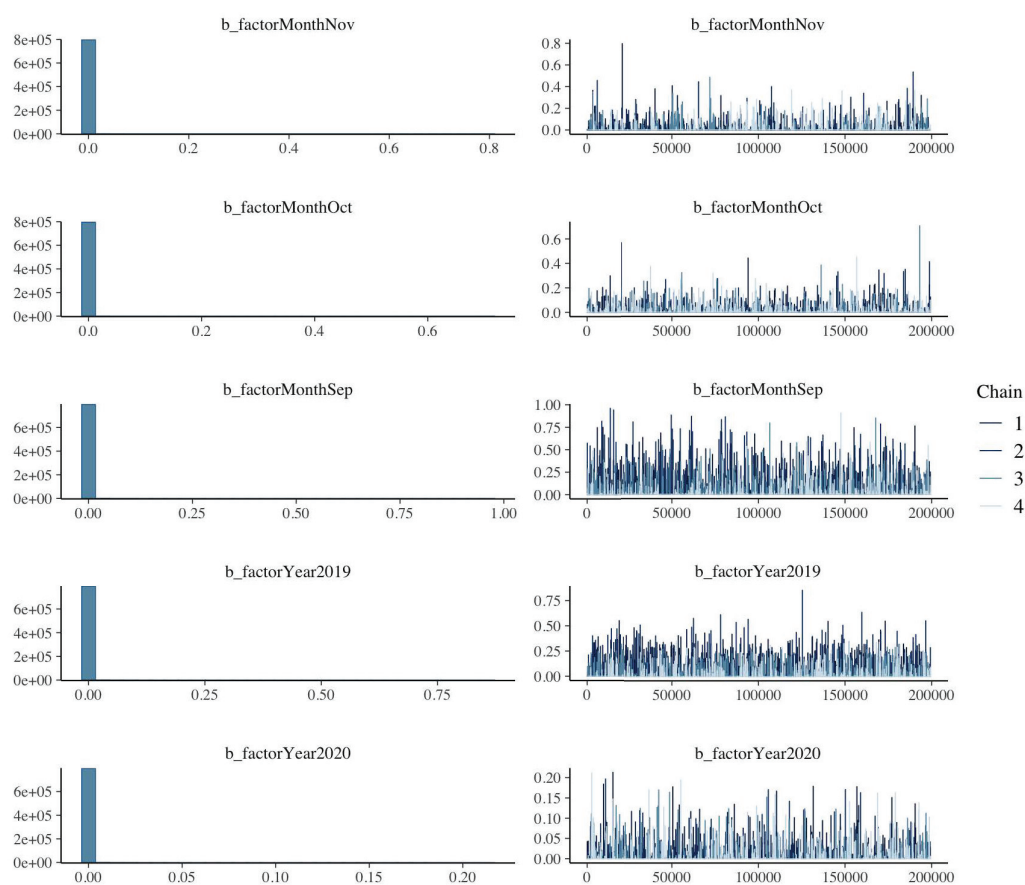 b_factorMonthNov
8e+05
6e+05
4e+05
2e+05
0e+00
0.0 0.2 0.4 0.6 0.8
b_factorMonthNov
0.8
0.6
0.4
0.2
0.0
0 50000 100000 150000 200000
b_factorMonthOct
8e+05
6e+05
4e+05
2e+05
0e+00
0.0 0.2 0.4 0.6
b_factorMonthOct
0.6
0.4
0.2
0.0
0 50000 100000 150000 200000
b_factorMonthSep
6e+05
4e+05
2e+05
0e+00
0.00 0.25 0.50 0.75 1.00
b_factorMonthSep
1.00
0.75
0.50
0.25
0.00
0 50000 100000 150000 200000
Chain
1
2
3
4
b_factorYear2019
6e+05
4e+05
2e+05
0e+00
0.00 0.25 0.50 0.75
b_factorYear2019
0.75
0.50
0.25
0.00
0 50000 100000 150000 200000
b_factorYear2020
6e+05
4e+05
2e+05
0e+00
0.00 0.05 0.10 0.15 0.20
b_factorYear2020
0.20
0.15
0.10
0.05
0.00
0 50000 100000 150000 200000